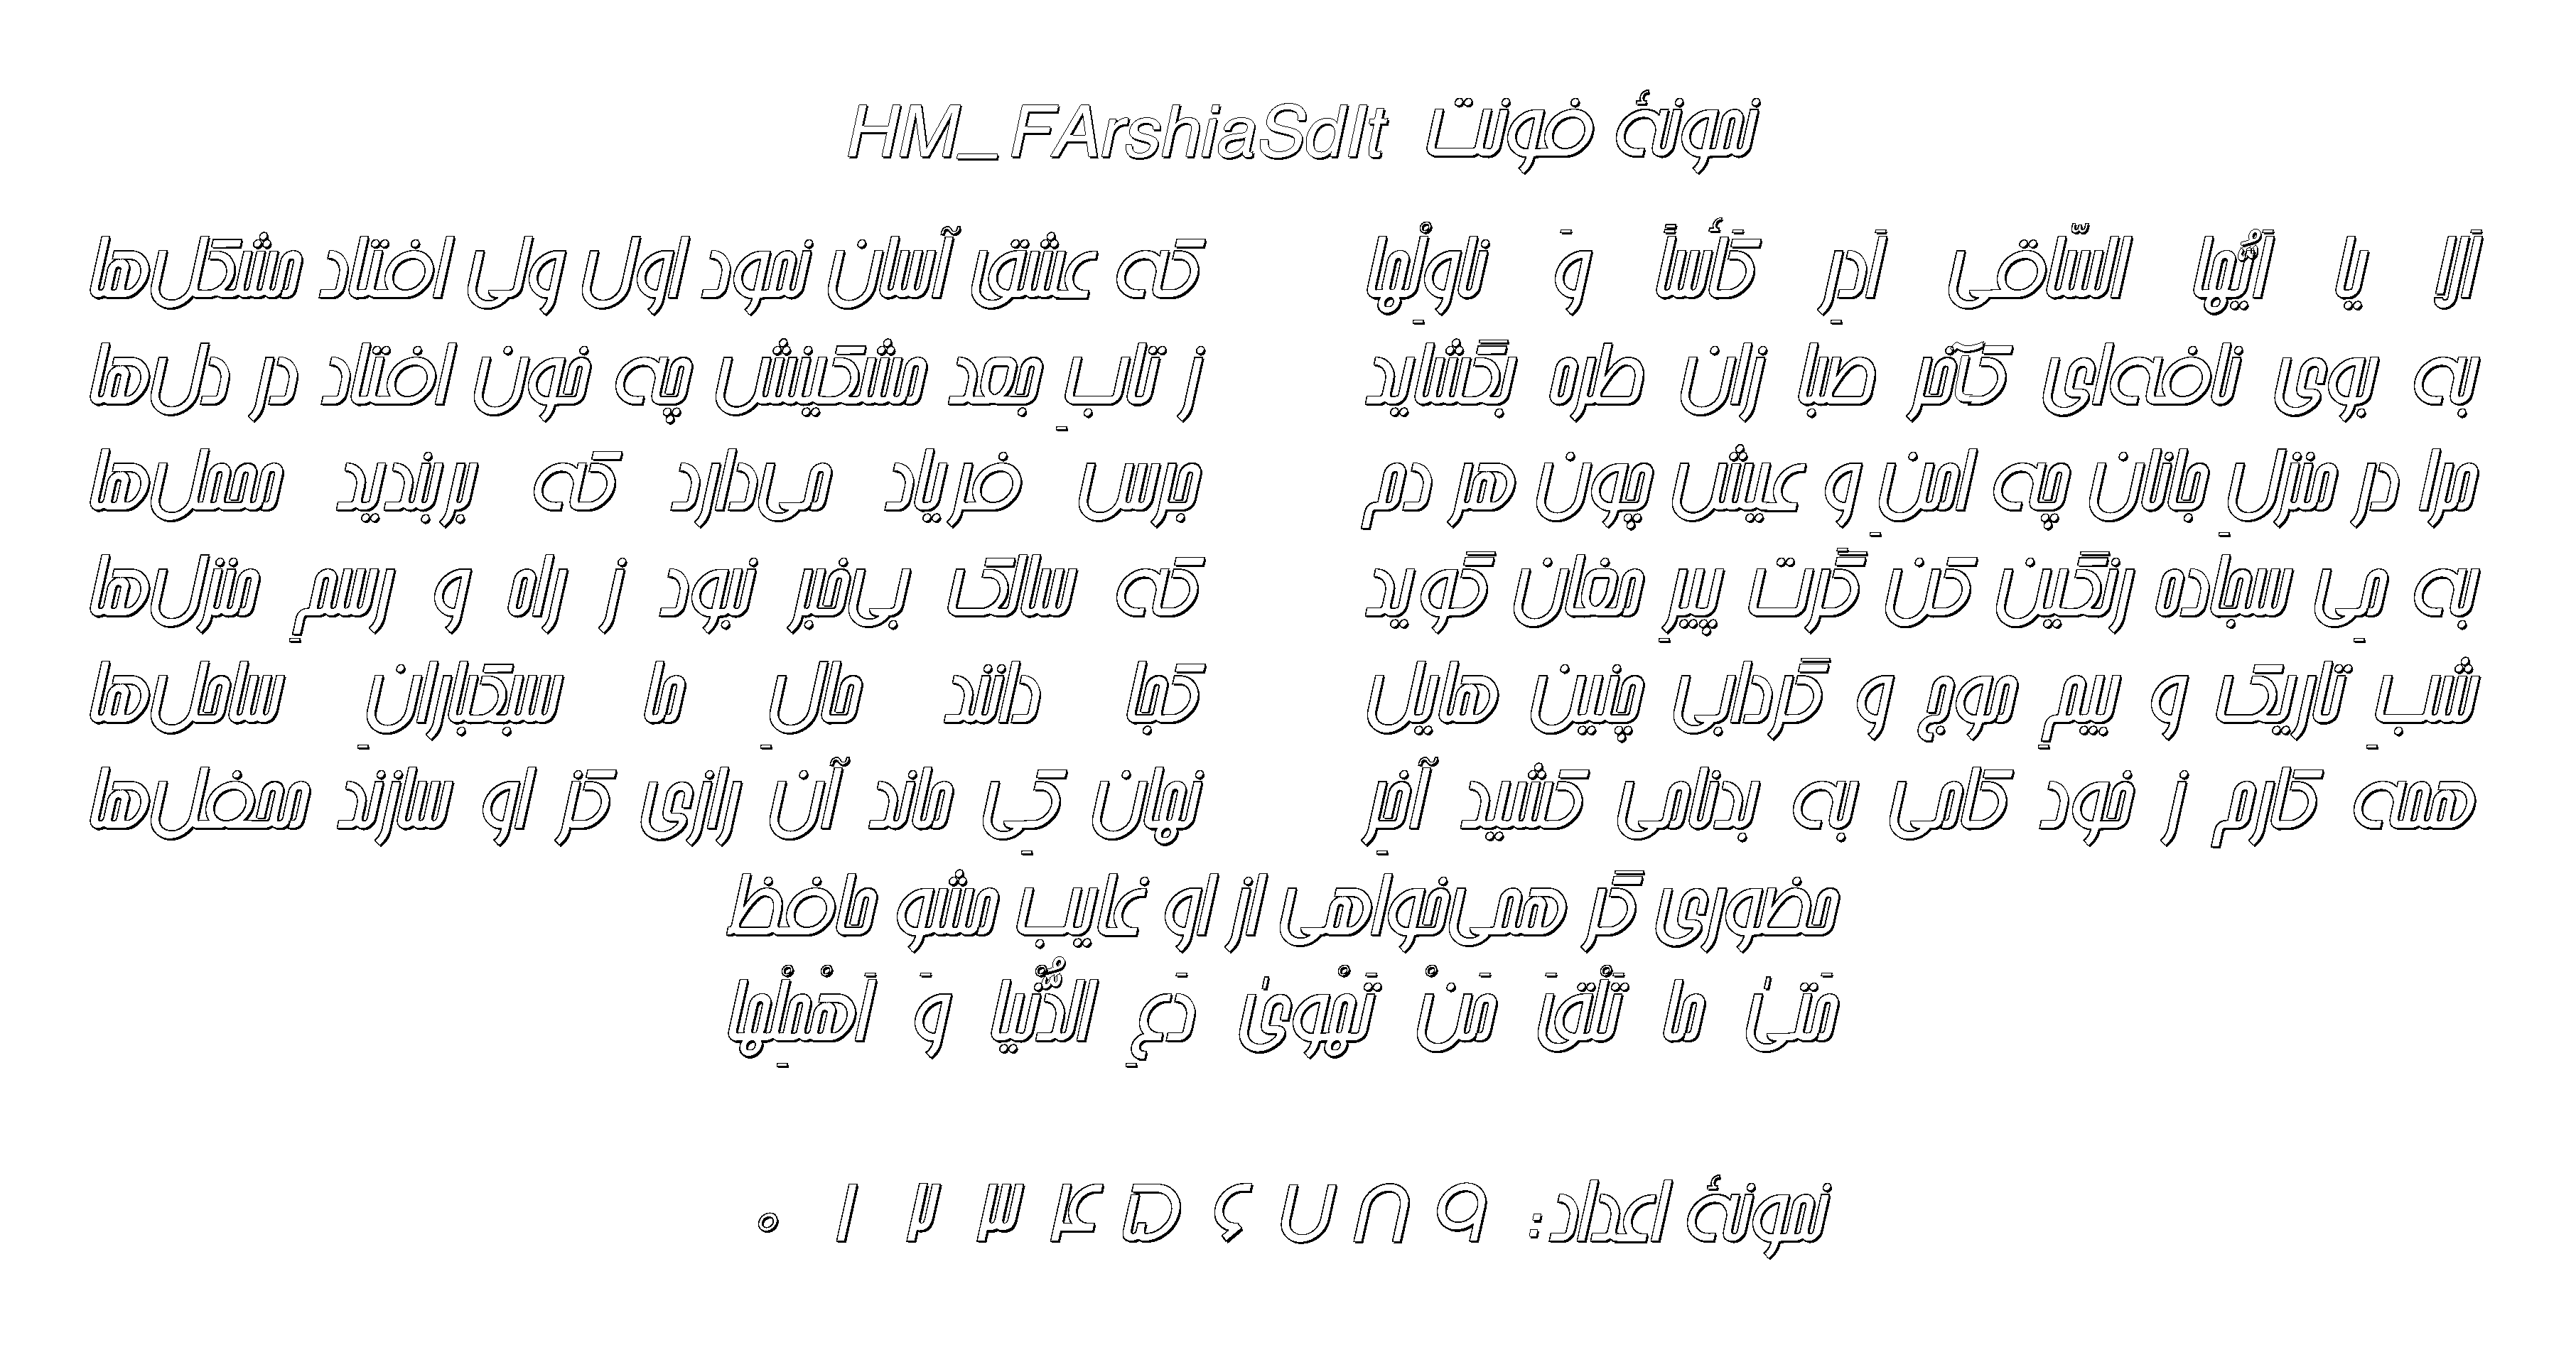 نمونهٔ فونت HM_FArshiaSdIt
اَلا یا اَیُّهَا السّاقی اَدِر کَأساً وَ ناوِلْها که عشق آسان نمود اول ولی افتاد مشکل‌ها
به بوی نافه‌ای کآخر صبا زان طره بگشاید ز تابِ جعد مشکینش چه خون افتاد در دل‌ها
مرا در منزلِ جانان چه امنِ و عیش چون هر دم جرس فریاد می‌دارد که بربندید محمل‌ها
به مِی سجاده رنگین کن گَرت پیرِ مغان گوید که سالک بی‌خبر نبود ز راه و رسمِ منزل‌ها
شبِ تاریک و بیمِ موج و گردابی چنین هایل کجا دانند حالِ ما سبکبارانِ ساحل‌ها
همه کارم ز خود کامی به بدنامی کشید آخِر نهان کِی ماند آن رازی کز او سازند محفل‌ها
حضوری گر همی‌خواهی از او غایب مشو حافظ
مَتیٰ ما تَلْقَ مَنْ تَهْویٰ دَعِ الدُّنْیا وَ اَهْمِلْها
نمونهٔ اعداد: ۹ ۸ ۷ ۶ ۵ ۴ ۳ ۲ ۱ ۰